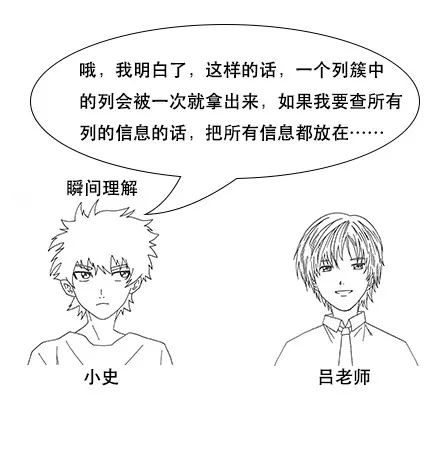 哦，我明白了，这样的话，一个列簇中
的列会被一次就拿出来，如果我要查所有
列的信息的话，把所有信息都放在……
瞬间理解
小史
吕老师